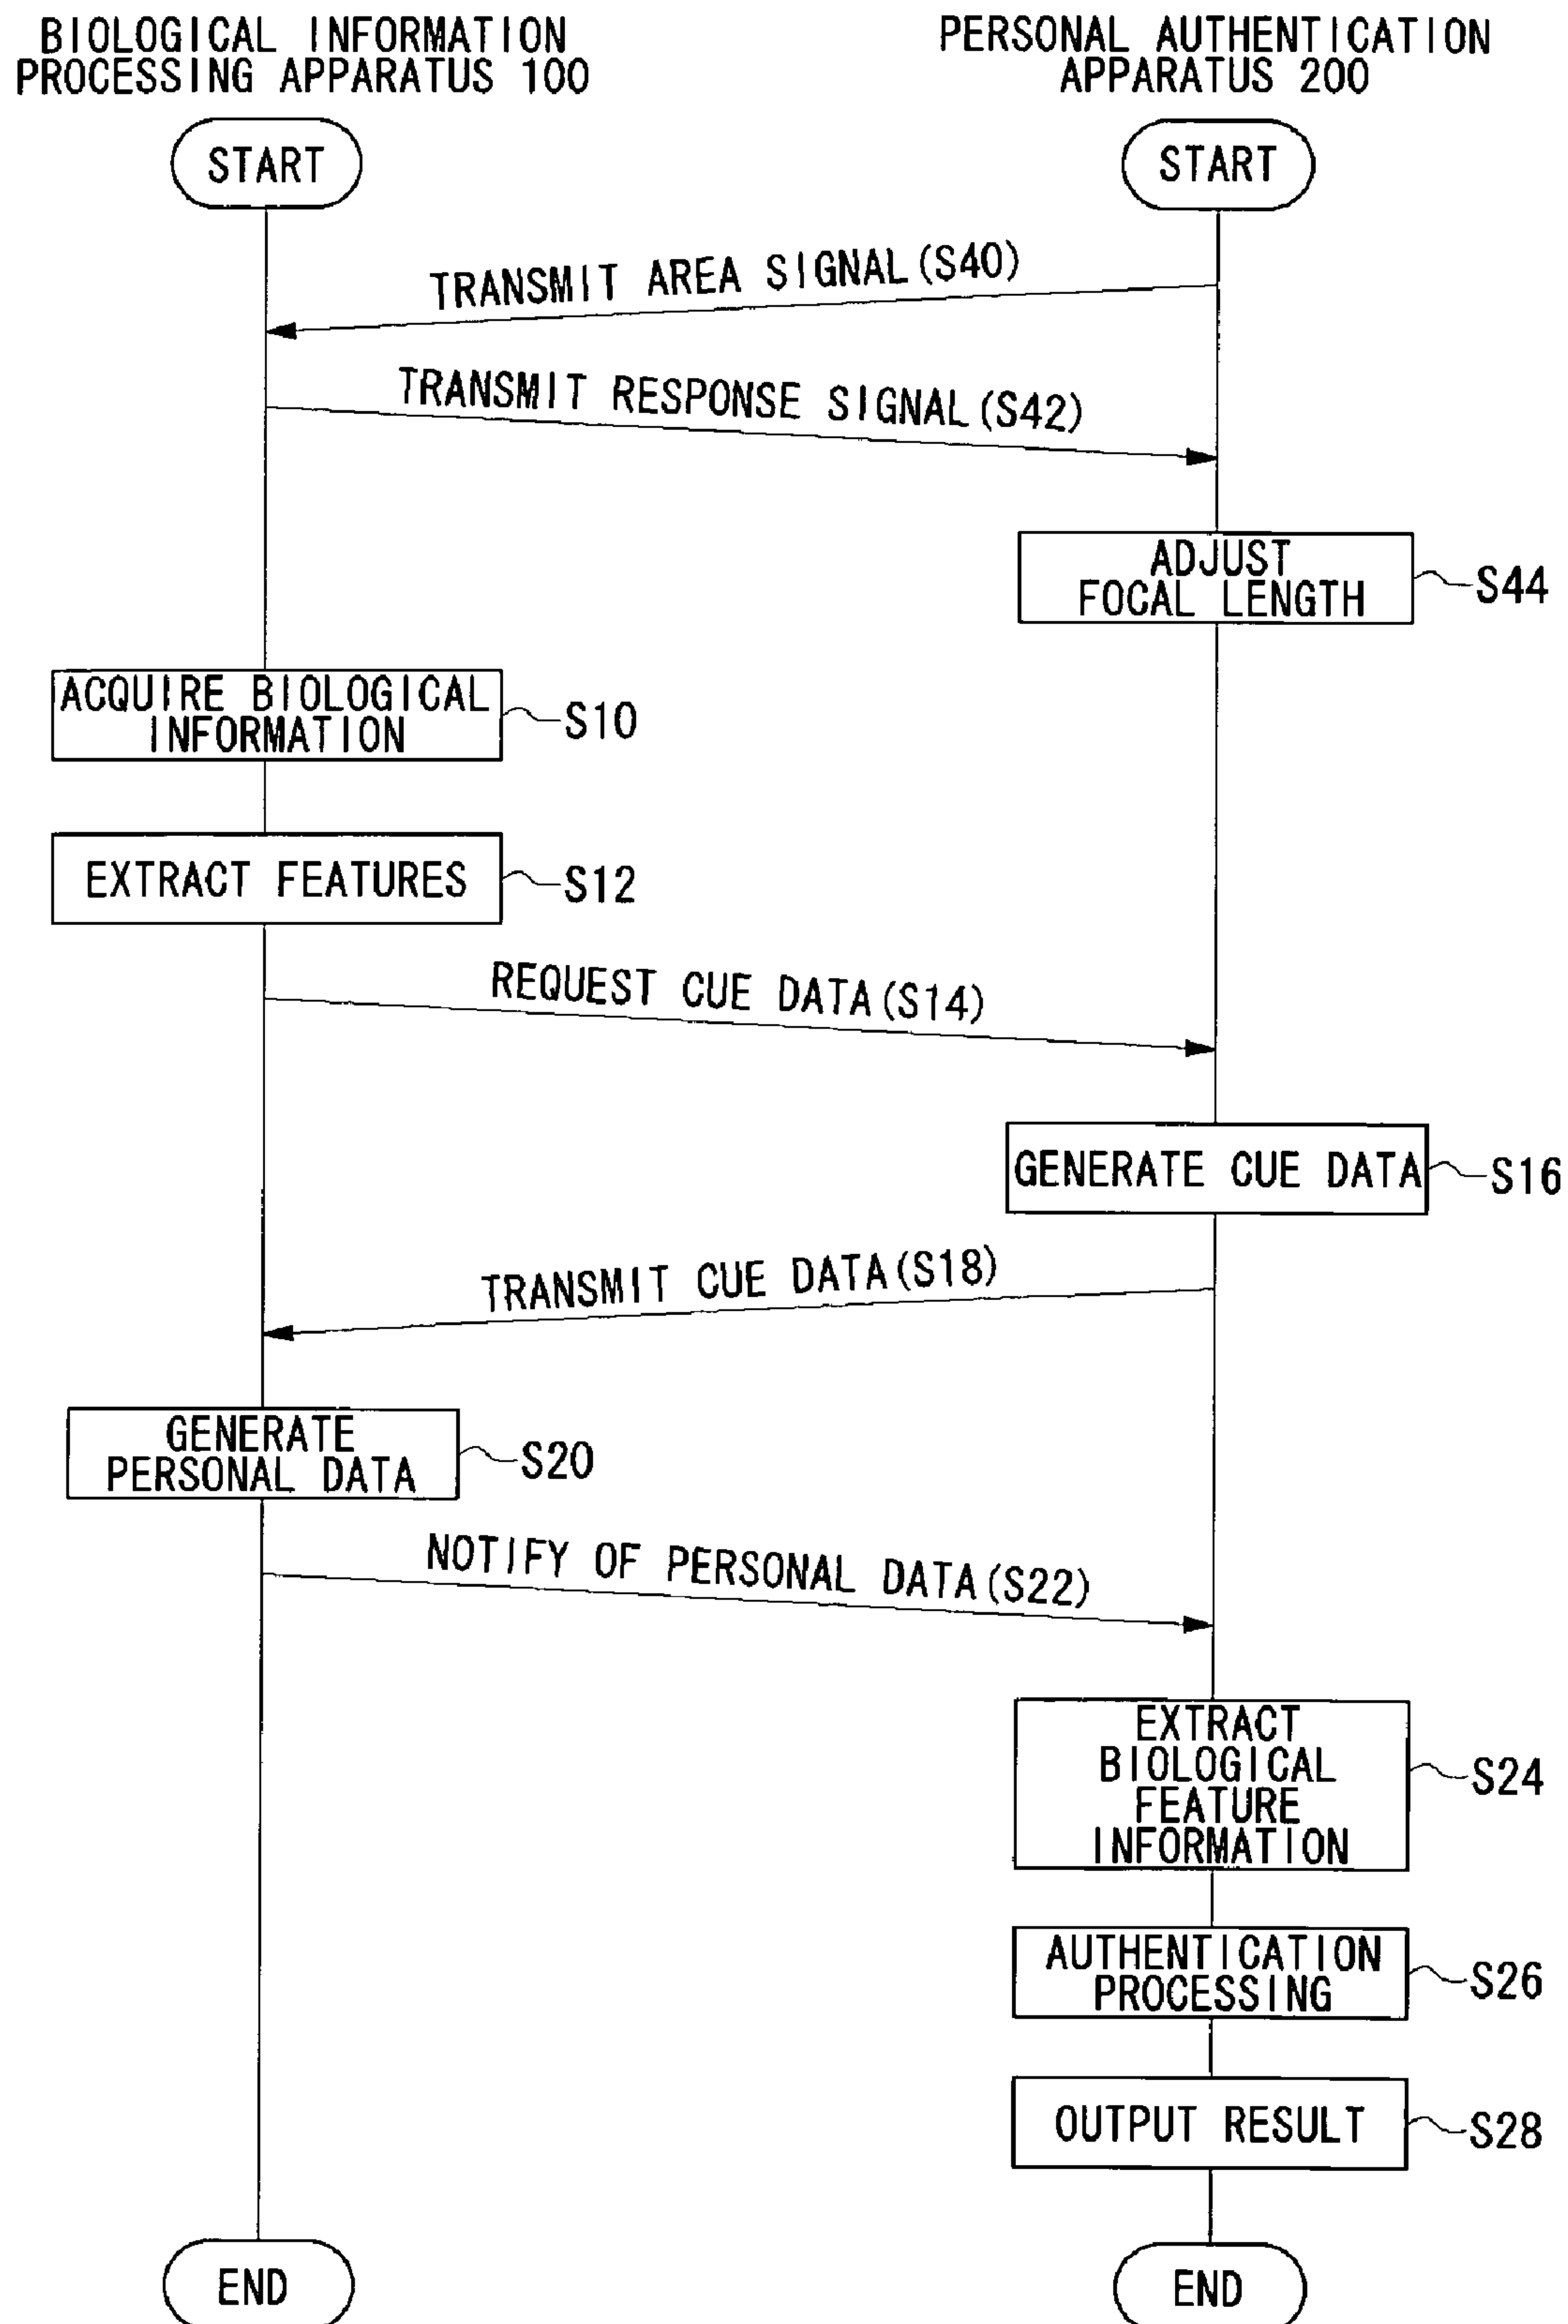 BIOLOGICAL INFORMATION
PROCESSING APPARATUS 100
PERSONAL AUTHENTICATION
APPARATUS 200
START
START
TRANSMIT AREA SIGNAL(S40)
TRANSMIT RESPONSE SIGNAL(S42)
ADJUST
FOCAL LENGTH
S44
ACQUIRE BIOLOGICAL
INFORMATION
S10
EXTRACT FEATURES
S12
REQUEST CUE DATA(S14)
GENERATE CUE DATA
S16
TRANSMIT CUE DATA(S18)
GENERATE
PERSONAL DATA
S20
NOTIFY OF PERSONAL DATA(S22)
EXTRACT
BIOLOGICAL
FEATURE
INFORMATION
S24
AUTHENTICATION
PROCESSING
S26
OUTPUT RESULT
S28
END
END